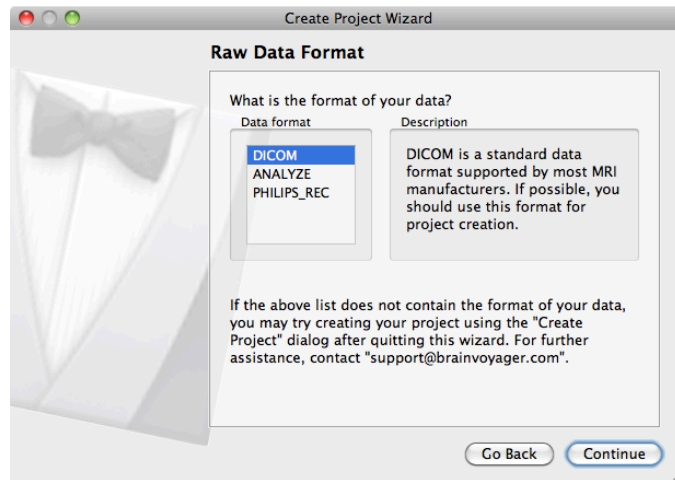 Create Project Wizard
Raw Data Format
What is the format of your data?
Data format
Description
DICOM
ANALYZE
PHILIPS_REC
DICOM is a standard data
format supported by most MRI
manufacturers. If possible, you
should use this format for
project creation.
If the above list does not contain the format of your data,
you may try creating your project using the "Create
Project" dialog after quitting this wizard. For further
assistance, contact "support@brainvoyager.com".
Go Back
Continue